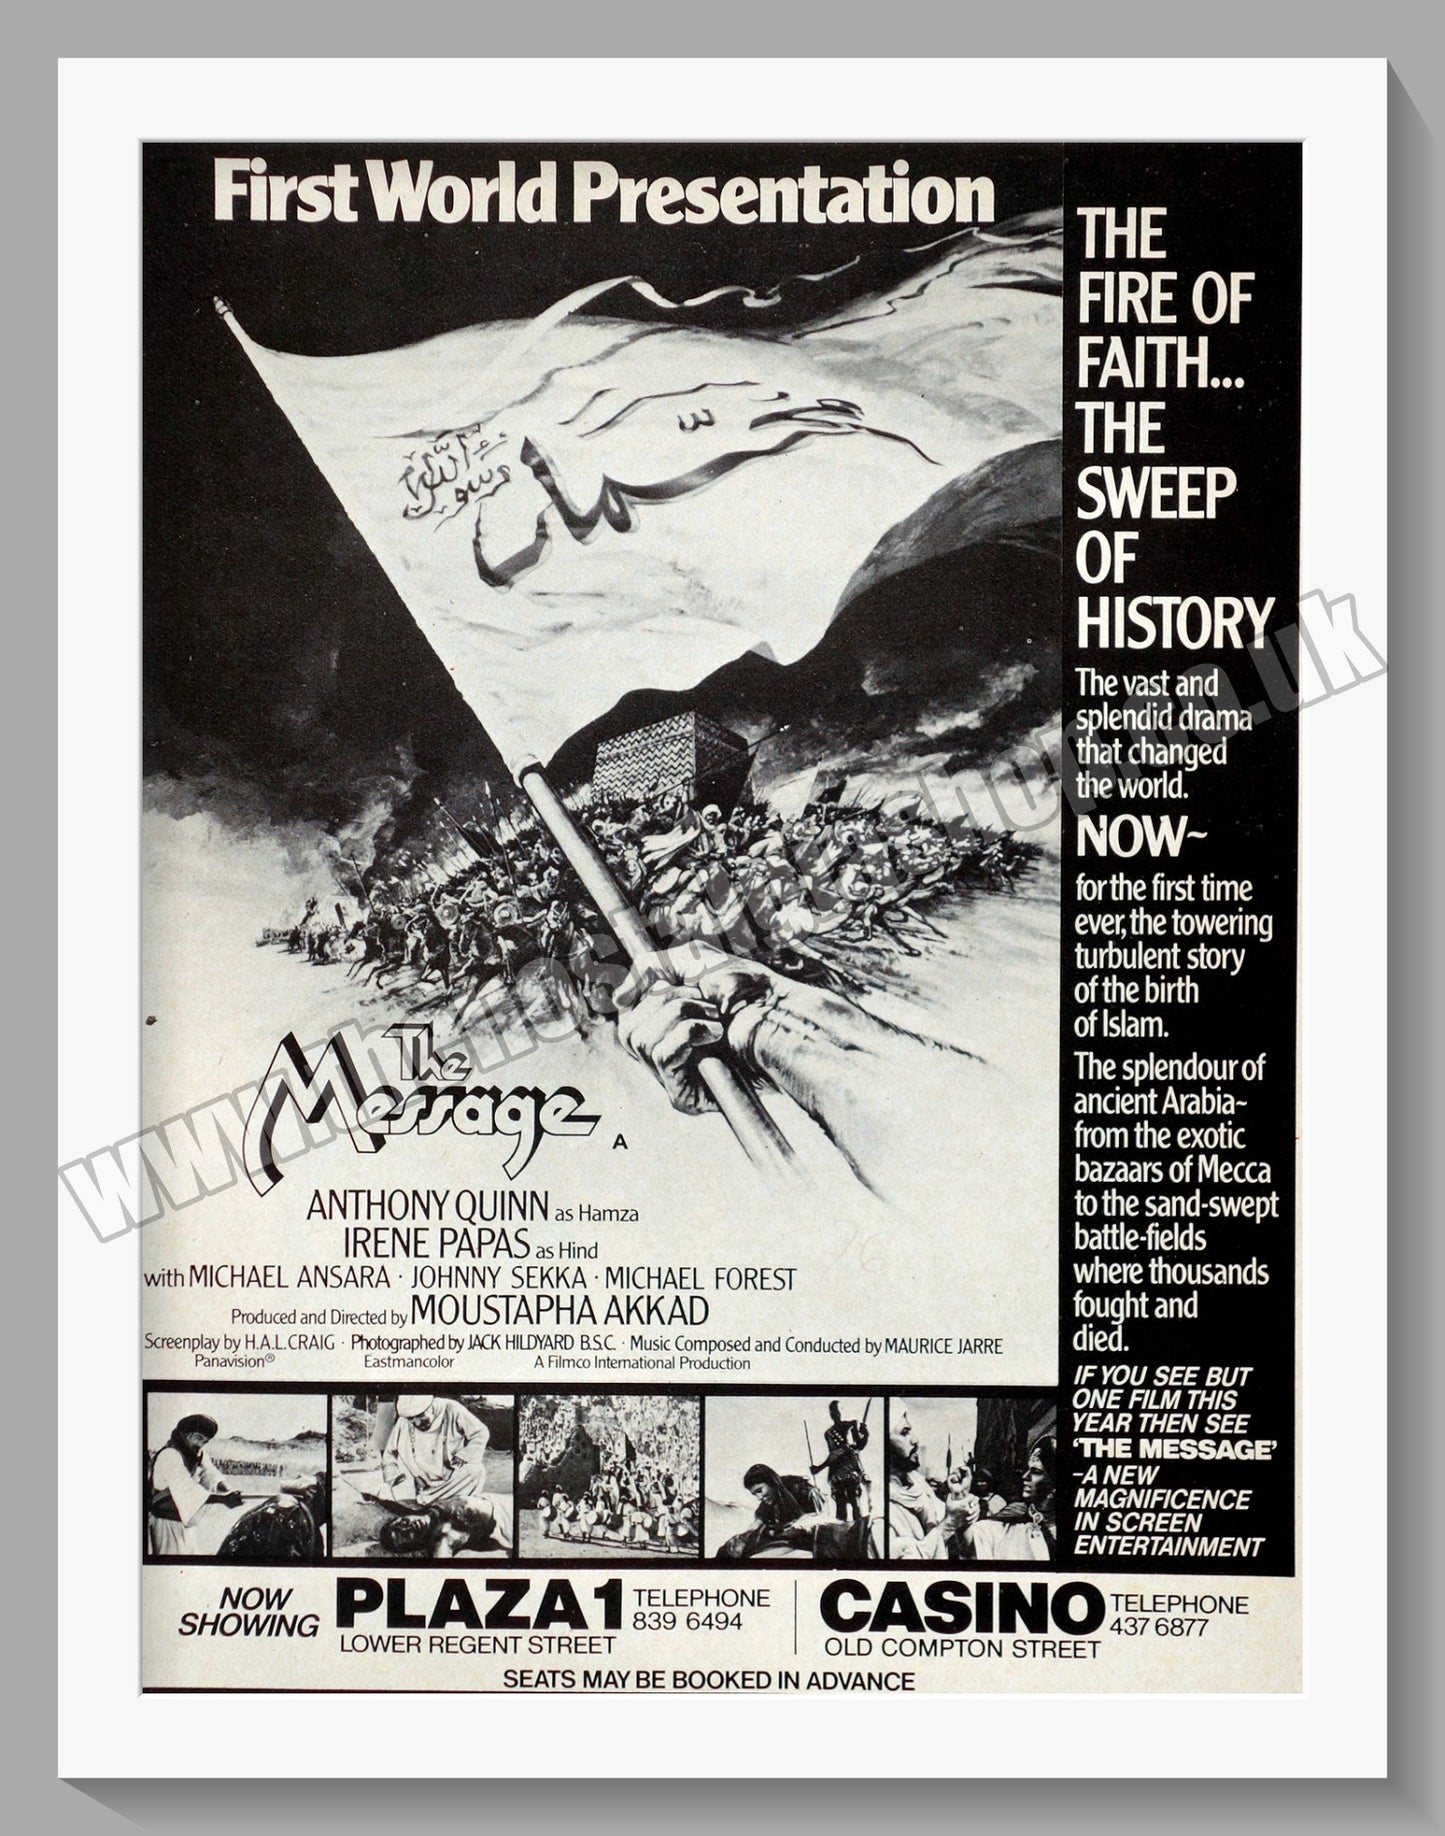 First World Presentation
THE
FIRE OF
FAITH...
THE
SWEEP
OF
HISTORY
The vast and
splendid drama
that changed
the world.
NOW~
for the first time
ever, the towering
turbulent story
of the birth
of Islam.
The splendour of
ancient Arabia~
from the exotic
bazaars of Mecca
to the sand-swept
battle-fields
where thousands
fought and
died.
IF YOU SEE BUT
ONE FILM THIS
YEAR THEN SEE
'THE MESSAGE'
-A NEW
MAGNIFICENCE
IN SCREEN
ENTERTAINMENT
رسول الله
The
Message A
ANTHONY QUINN as Hamza
IRENE PAPAS as Hind
with MICHAEL ANSARA · JOHNNY SEKKA · MICHAEL FOREST
Produced and Directed by MOUSTAPHA AKKAD
Screenplay by H.A.L. CRAIG · Photographed by JACK HILDYARD B.S.C. · Music Composed and Conducted by MAURICE JARRE
Panavision® Eastmancolor A Filmco International Production
NOW
SHOWING
PLAZA 1
TELEPHONE
839 6494
LOWER REGENT STREET
CASINO
TELEPHONE
437 6877
OLD COMPTON STREET
SEATS MAY BE BOOKED IN ADVANCE
www.the.nostalgiashop.co.uk